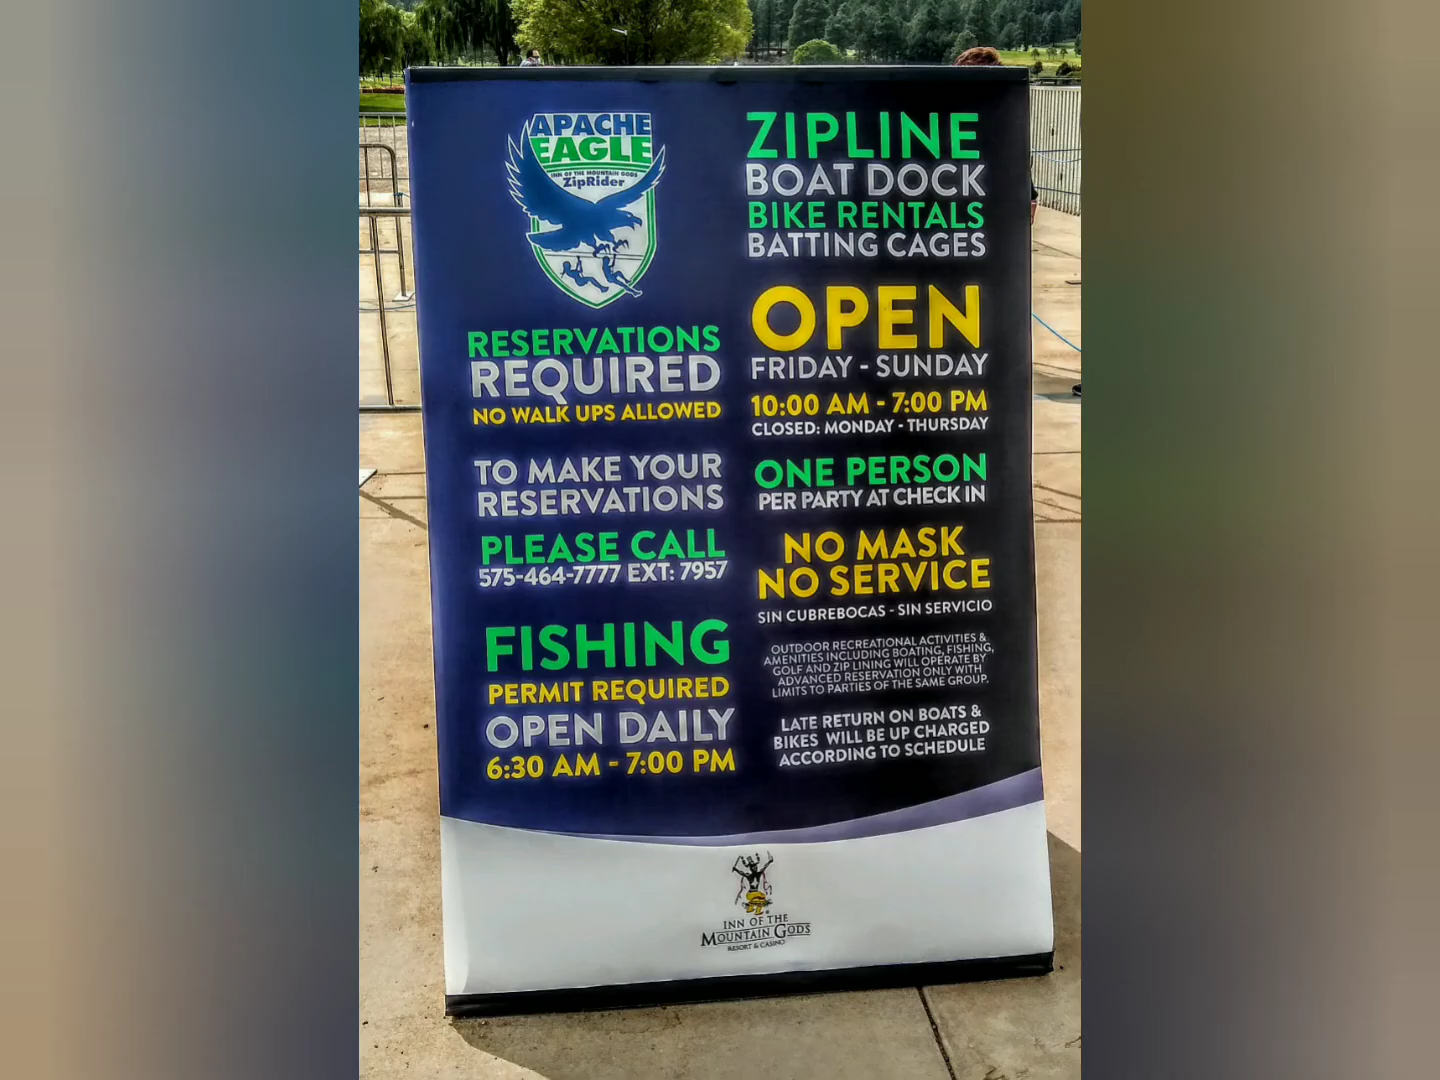 APACHE
EAGLE
INN OF THE MOUNTAIN GODS
ZipRider
RESERVATIONS
REQUIRED
NO WALK UPS ALLOWED
TO MAKE YOUR
RESERVATIONS
PLEASE CALL
575-464-7777 EXT: 7957
FISHING
PERMIT REQUIRED
OPEN DAILY
6:30 AM - 7:00 PM
ZIPLINE
BOAT DOCK
BIKE RENTALS
BATTING CAGES
OPEN
FRIDAY - SUNDAY
10:00 AM - 7:00 PM
CLOSED: MONDAY - THURSDAY
ONE PERSON
PER PARTY AT CHECK IN
NO MASK
NO SERVICE
SIN CUBREBOCAS - SIN SERVICIO
OUTDOOR RECREATIONAL ACTIVITIES &
AMENITIES INCLUDING BOATING, FISHING,
GOLF AND ZIP LINING WILL OPERATE BY
ADVANCED RESERVATION ONLY WITH
LIMITS TO PARTIES OF THE SAME GROUP.
LATE RETURN ON BOATS &
BIKES WILL BE UP CHARGED
ACCORDING TO SCHEDULE
INN OF THE
MOUNTAIN GODS
RESORT & CASINO